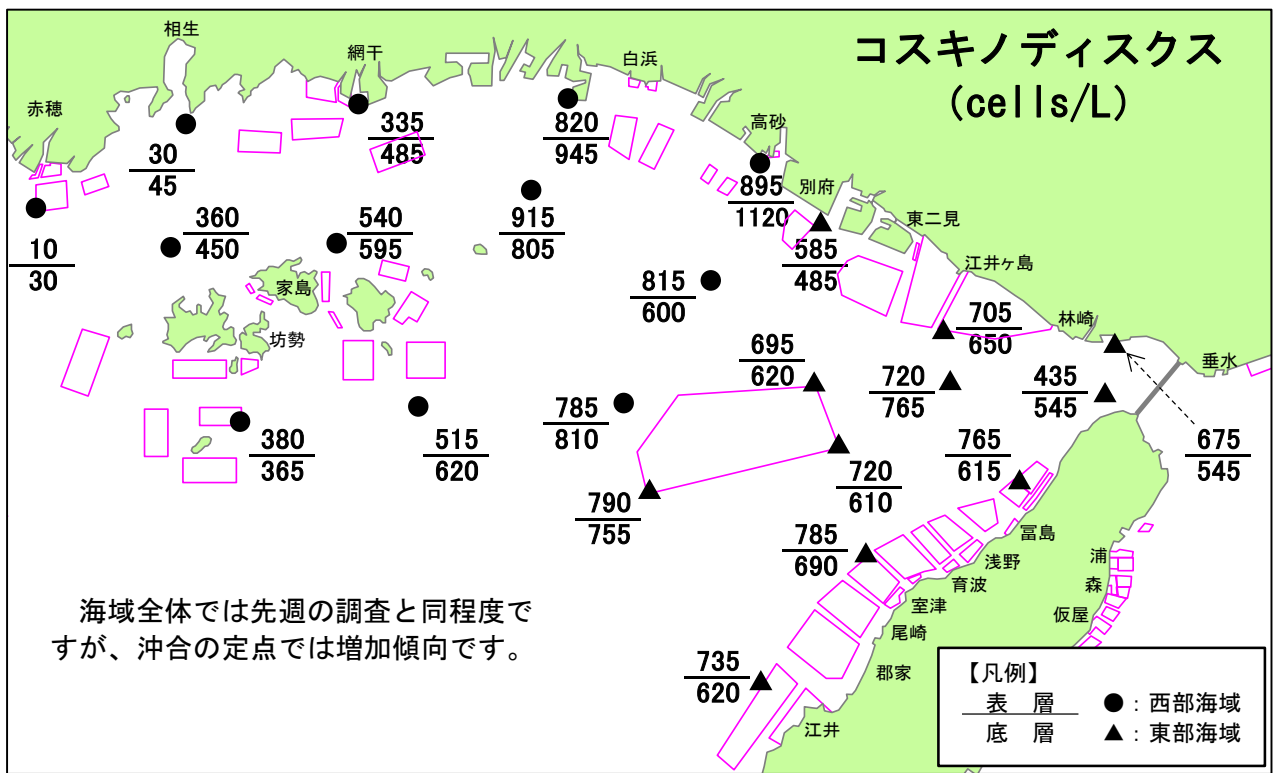 コスキノディスクス
(cells/L)
相生
網干
白浜
赤穂
高砂
別府
東二見
江井ヶ島
林崎
垂水
家島
坊勢
30
45
335
485
820
945
895
1120
10
30
360
450
540
595
915
805
585
485
815
600
705
650
695
620
720
765
435
545
675
545
380
365
515
620
785
810
765
615
720
610
790
755
785
690
735
620
冨島
浅野
育波
室津
尾崎
郡家
江井
浦
森
仮屋
海域全体では先週の調査と同程度で
すが、沖合の定点では増加傾向です。
【凡例】
表 層 ●：西部海域
底 層 ▲：東部海域